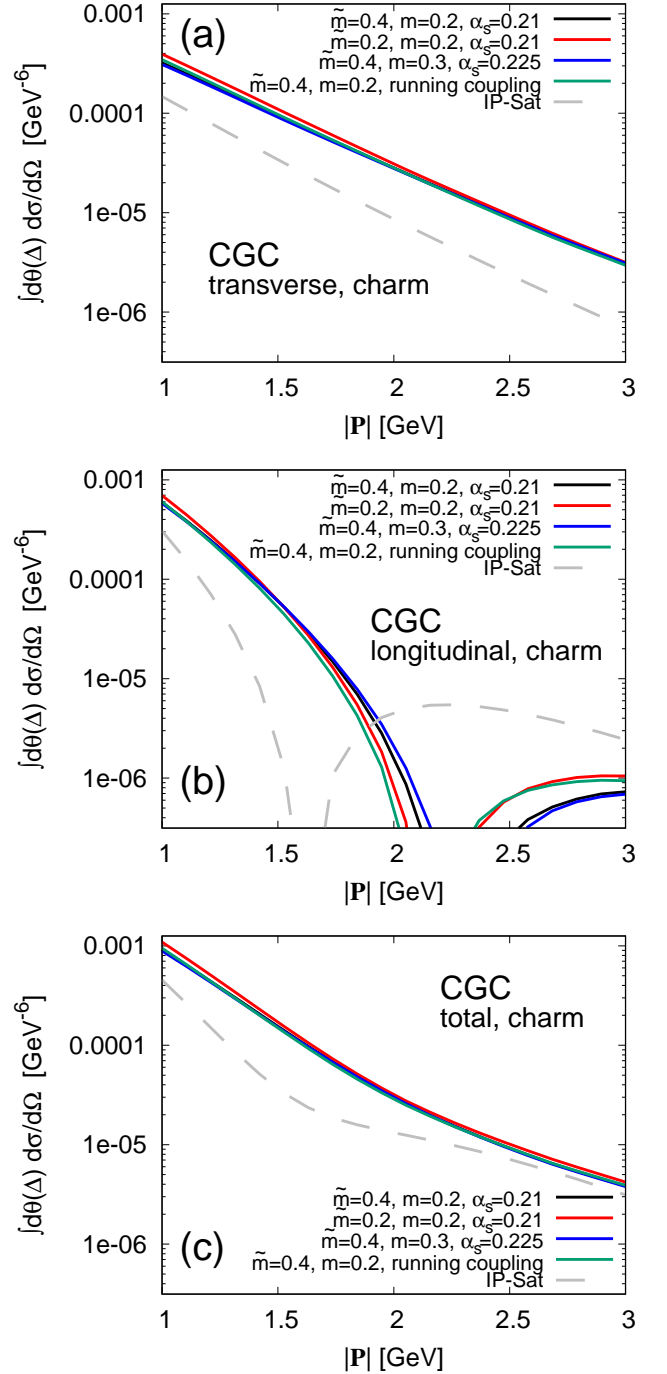 (a)
m̃=0.4, m=0.2, αs=0.21
m̃=0.2, m=0.2, αs=0.21
m̃=0.4, m=0.3, αs=0.225
m̃=0.4, m=0.2, running coupling
IP-Sat
0.001
0.0001
1e-05
1e-06
∫dθ(Δ) dσ/dΩ [GeV⁻⁶]
CGC
transverse, charm
1 1.5 2 2.5 3
|P| [GeV]
m̃=0.4, m=0.2, αs=0.21
m̃=0.2, m=0.2, αs=0.21
m̃=0.4, m=0.3, αs=0.225
m̃=0.4, m=0.2, running coupling
IP-Sat
0.001
0.0001
1e-05
1e-06
∫dθ(Δ) dσ/dΩ [GeV⁻⁶]
CGC
longitudinal, charm
(b)
1 1.5 2 2.5 3
|P| [GeV]
0.001
0.0001
1e-05
1e-06
∫dθ(Δ) dσ/dΩ [GeV⁻⁶]
CGC
total, charm
m̃=0.4, m=0.2, αs=0.21
m̃=0.2, m=0.2, αs=0.21
m̃=0.4, m=0.3, αs=0.225
m̃=0.4, m=0.2, running coupling
IP-Sat
(c)
1 1.5 2 2.5 3
|P| [GeV]